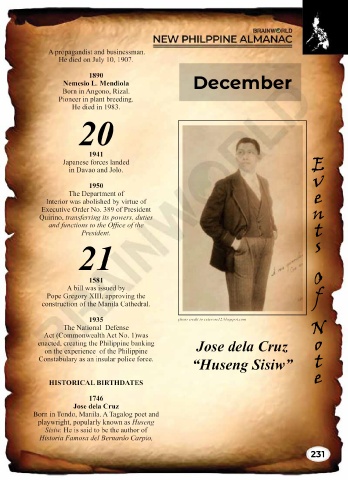 BRAINWORLD
NEW PHILPPINE ALMANAC
December
A propagandist and businessman.
He died on July 10, 1907.
1890
Nemesio L. Mendiola
Born in Angono, Rizal.
Pioneer in plant breeding.
He died in 1983.
20
1941
Japanese forces landed
in Davao and Jolo.
1950
The Department of
Interior was abolished by virtue of
Executive Order No. 389 of President
Quirino, transferring its powers, duties
and functions to the Office of the
President.
21
1581
A bill was issued by
Pope Gregory XIII, approving the
construction of the Manila Cathedral.
1935
The National Defense
Act (Commonwealth Act No. 1)was
enacted, creating the Philippine banking
on the experience of the Philippine
Constabulary as an insular police force.
HISTORICAL BIRTHDATES
1746
Jose dela Cruz
Born in Tondo, Manila. A Tagalog poet and
playwright, popularly known as Huseng
Sisiw. He is said to be the author of
Historia Famosa del Bernardo Carpio,
Jose dela Cruz
“Huseng Sisiw”
Events Of Note
231
BRAINWORLD